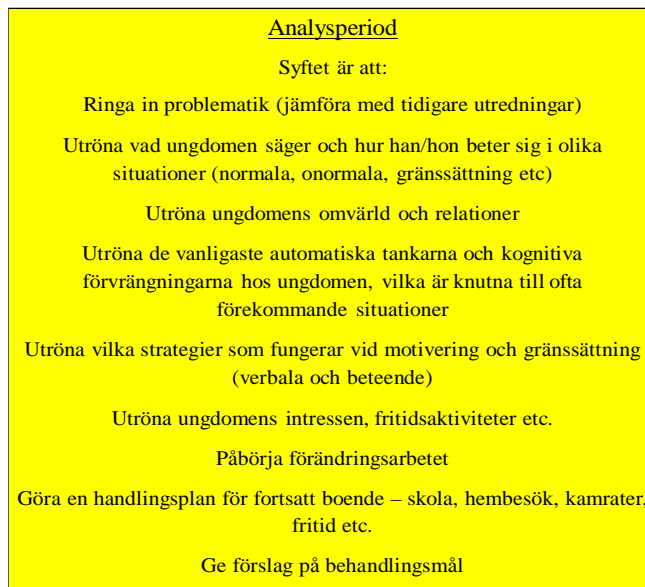 Analysperiod
Syftet är att:
Ringa in problematik (jämföra med tidigare utredningar)
Utröna vad ungdomen säger och hur han/hon beter sig i olika
situationer (normala, onormala, gränssättning etc)
Utröna ungdomens omvärld och relationer
Utröna de vanligaste automatiska tankarna och kognitiva
förvrängningarna hos ungdomen, vilka är knutna till ofta
förekommande situationer
Utröna vilka strategier som fungerar vid motivering och gränssättning
(verbala och beteende)
Utröna ungdomens intressen, fritidsaktiviteter etc.
Påbörja förändringsarbetet
Göra en handlingsplan för fortsatt boende – skola, hembesök, kamrater,
fritid etc.
Ge förslag på behandlingsmål